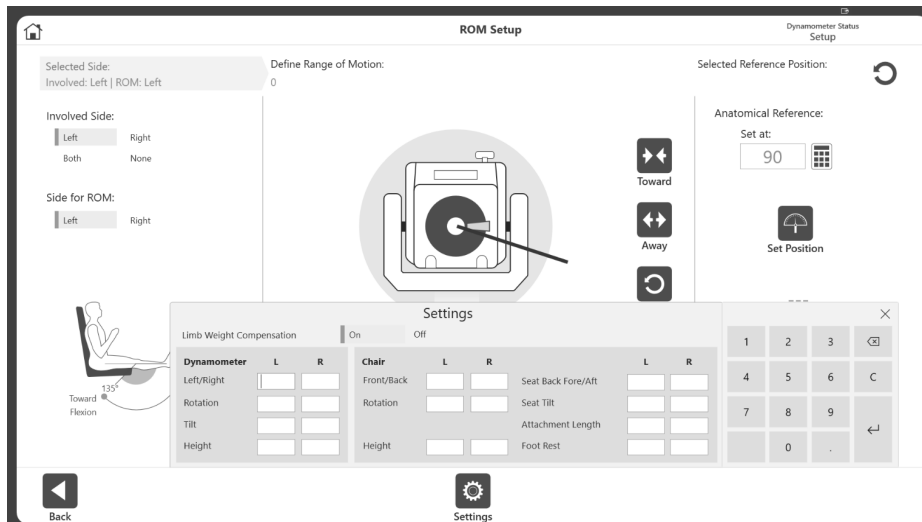 ROM Setup
Dynamometer Status
Setup
Selected Side:
Involved: Left | ROM: Left
Define Range of Motion:
0
Selected Reference Position:
Involved Side:
Left Right
Both None
Side for ROM:
Left Right
Toward
Away
Anatomical Reference:
Set at:
90
Set Position
135°
Toward
Flexion
Settings
Limb Weight Compensation On Off
Dynamometer L R
Left/Right
Rotation
Tilt
Height
Chair L R
Front/Back
Rotation
Height
L R
Seat Back Fore/Aft
Seat Tilt
Attachment Length
Foot Rest
1 2 3
4 5 6 C
7 8 9
0 .
Back
Settings